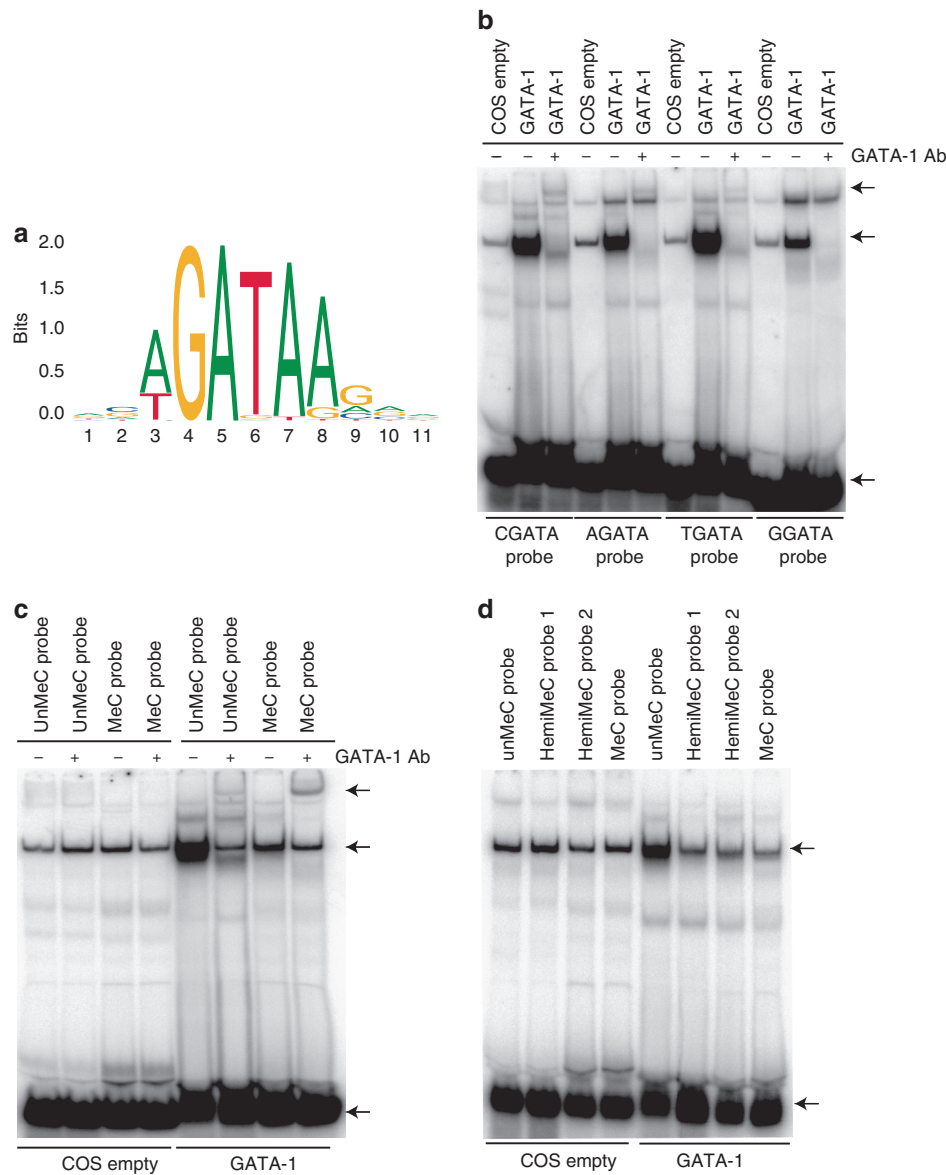 a
Bits
2.0
1.5
1.0
0.5
0.0
A
T
G
A
T
A
A
G
G
A
1 2 3 4 5 6 7 8 9 10 11
b
COS empty
GATA-1
GATA-1
COS empty
GATA-1
GATA-1
COS empty
GATA-1
GATA-1
COS empty
GATA-1
GATA-1
– – + – – + – – + – – + GATA-1 Ab
CGATA probe
AGATA probe
TGATA probe
GGATA probe
c
UnMeC probe
UnMeC probe
MeC probe
MeC probe
UnMeC probe
UnMeC probe
MeC probe
MeC probe
– + – + – + – + GATA-1 Ab
COS empty GATA-1
d
unMeC probe
HemiMeC probe 1
HemiMeC probe 2
MeC probe
unMeC probe
HemiMeC probe 1
HemiMeC probe 2
MeC probe
COS empty GATA-1